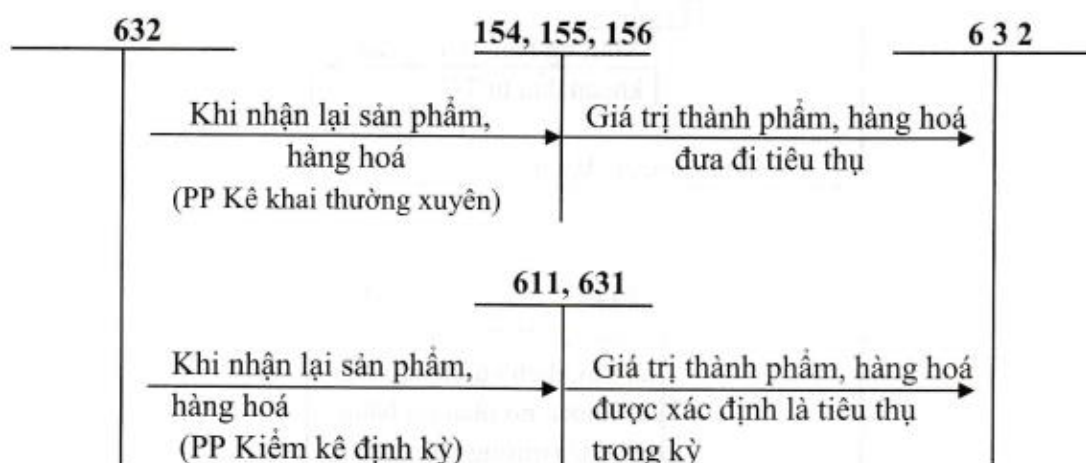 632
154, 155, 156
6 3 2
Khi nhận lại sản phẩm,
hàng hoá
(PP Kê khai thường xuyên)
Giá trị thành phẩm, hàng hoá
đưa đi tiêu thụ
611, 631
Khi nhận lại sản phẩm,
hàng hoá
(PP Kiểm kê định kỳ)
Giá trị thành phẩm, hàng hoá
được xác định là tiêu thụ
trong kỳ